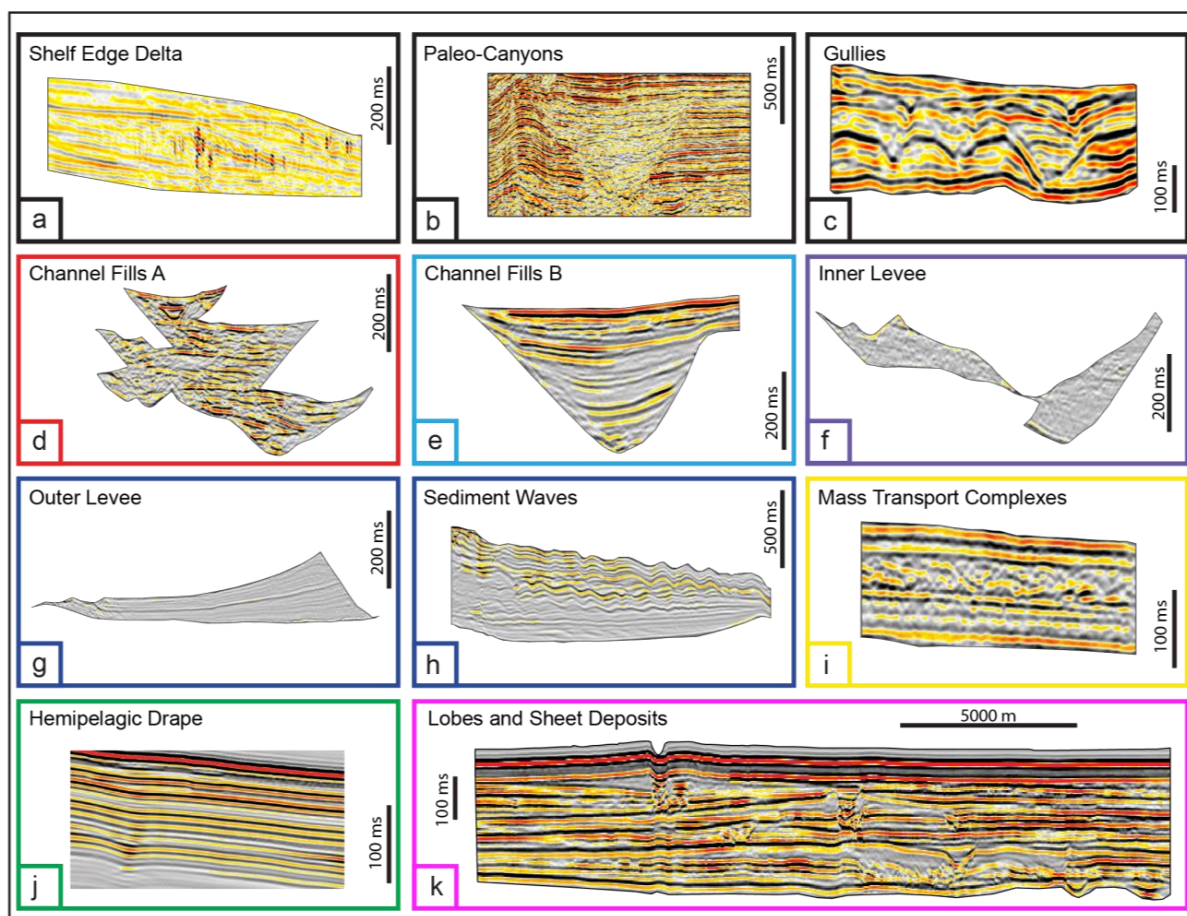 Shelf Edge Delta
200 ms
a
Paleo-Canyons
500 ms
b
Gullies
100 ms
c
Channel Fills A
200 ms
d
Channel Fills B
200 ms
e
Inner Levee
200 ms
f
Outer Levee
200 ms
g
Sediment Waves
500 ms
h
Mass Transport Complexes
100 ms
i
Hemipelagic Drape
100 ms
j
Lobes and Sheet Deposits
5000 m
100 ms
k